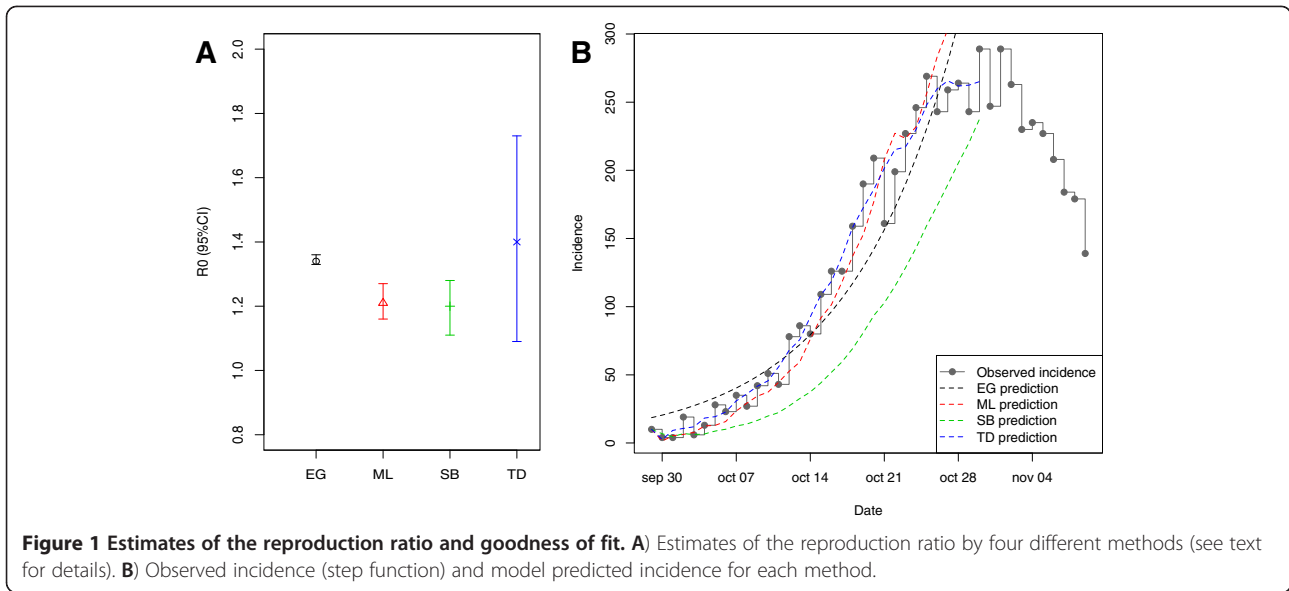 A
R0 (95%CI)
2.0
1.8
1.6
1.4
1.2
1.0
0.8
EG ML SB TD
B
Incidence
300
250
200
150
100
50
0
Observed incidence
EG prediction
ML prediction
SB prediction
TD prediction
sep 30 oct 07 oct 14 oct 21 oct 28 nov 04
Date
Figure 1 Estimates of the reproduction ratio and goodness of fit. A) Estimates of the reproduction ratio by four different methods (see text
for details). B) Observed incidence (step function) and model predicted incidence for each method.